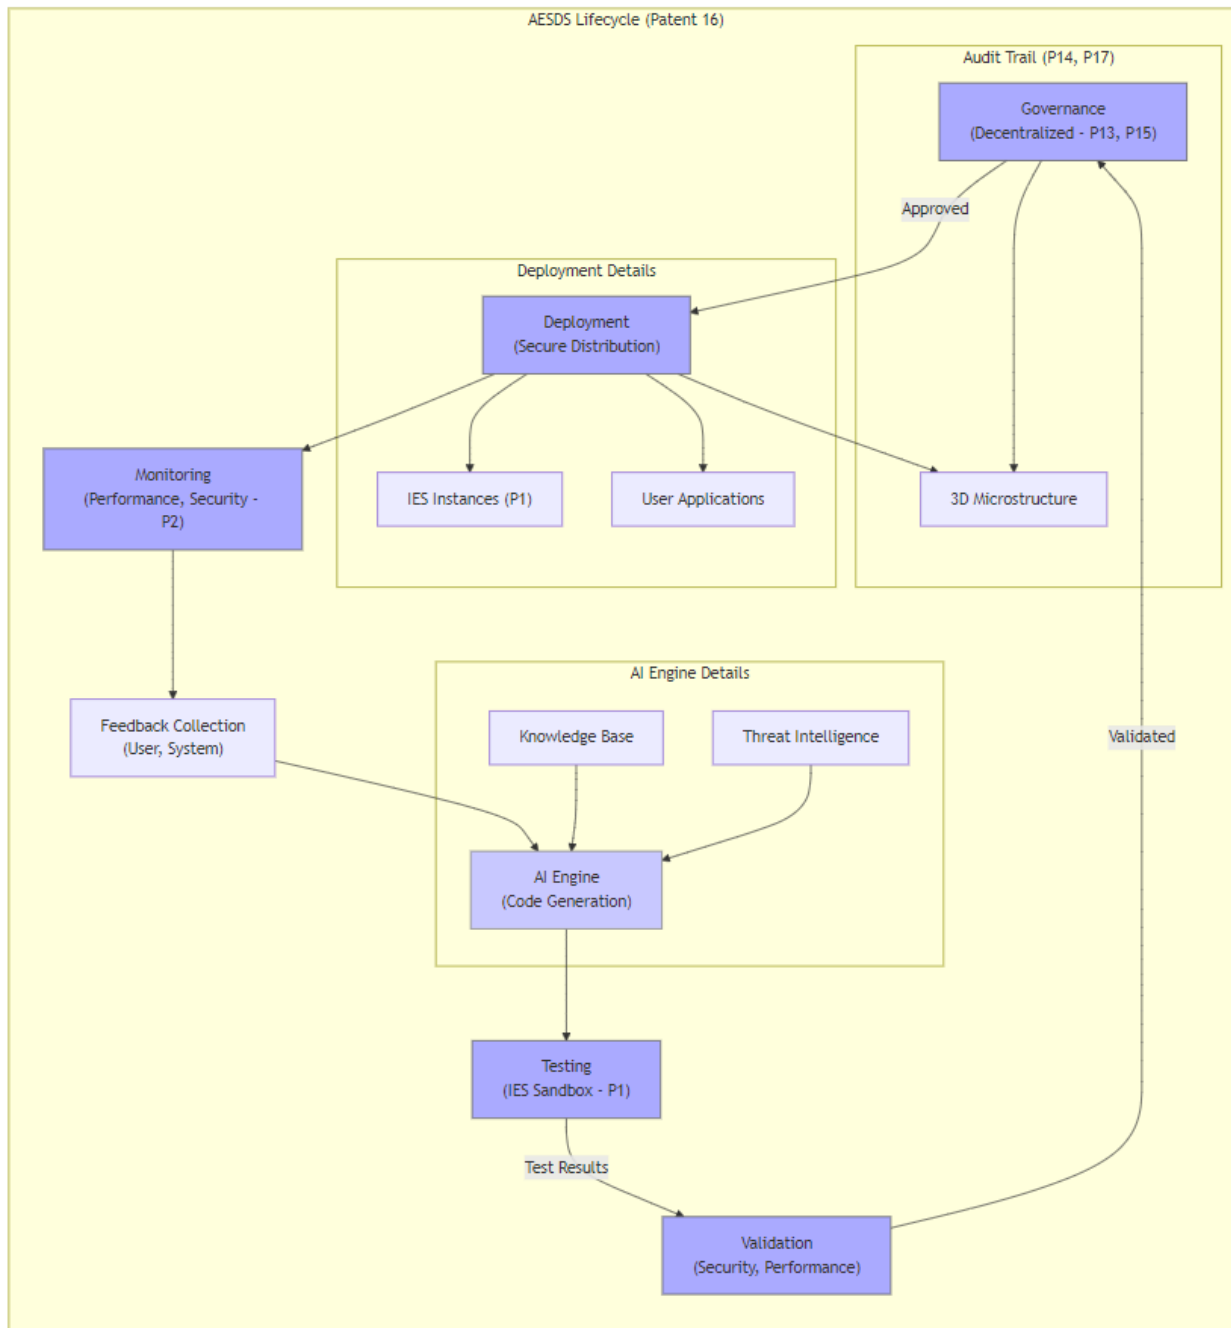 AESDS Lifecycle (Patent 16)
Audit Trail (P14, P17)
Governance
(Decentralized - P13, P15)
Approved
Deployment Details
Deployment
(Secure Distribution)
Monitoring
(Performance, Security -
P2)
IES Instances (P1)
User Applications
3D Microstructure
AI Engine Details
Feedback Collection
(User, System)
Knowledge Base
Threat Intelligence
Validated
AI Engine
(Code Generation)
Testing
(IES Sandbox - P1)
Test Results
Validation
(Security, Performance)